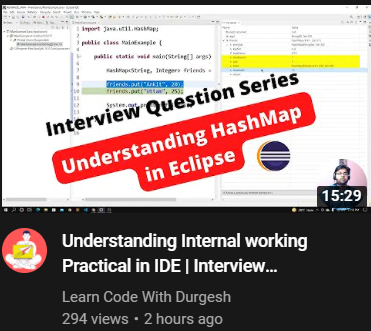 import java.util.HashMap;
public class MainExample {
public static void main(String[] args)
HashMap<String, Integer> friends =
friends.put("Ankit", 20);
friends.put("Uttam", 25);
System.out
Interview Question Series
Understanding HashMap
in Eclipse
15:29
Understanding Internal working
Practical in IDE | Interview...
Learn Code With Durgesh
294 views • 2 hours ago